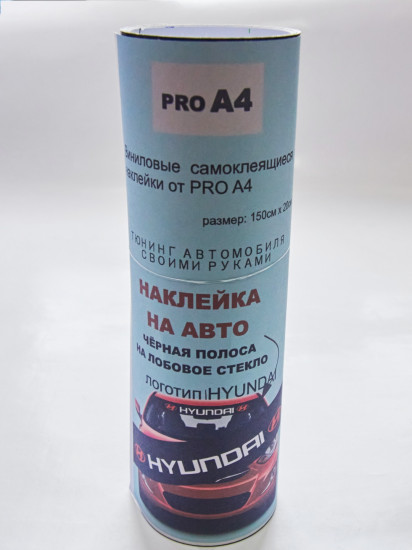 PRO A4
Виниловые самоклеящиеся
наклейки от PRO A4
размер: 150см х 20см
ТЮНИНГ АВТОМОБИЛЯ
СВОИМИ РУКАМИ
НАКЛЕЙКА
НА АВТО
ЧЁРНАЯ ПОЛОСА
НА ЛОБОВОЕ СТЕКЛО
ЛОГОТИП HYUNDAI
HYUNDAI
HYUNDAI